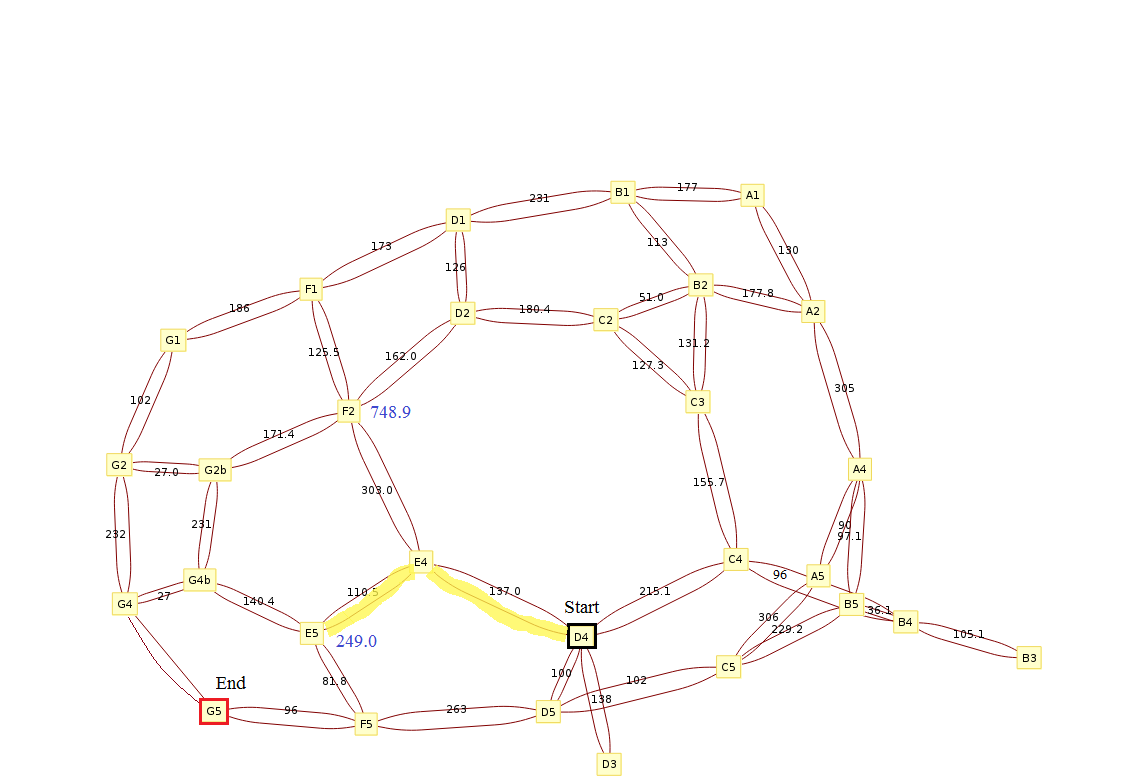 B1
177
A1
231
D1
113
173
126
130
F1
B2
51.0
177.8
186
D2
180.4
C2
A2
G1
125.5
162.0
131.2
127.3
305
102
F2
748.9
C3
171.4
G2
27.0
G2b
A4
303.0
155.7
231
90
232
97.1
E4
C4
G4b
96
A5
110.5
137.0
27
G4
140.4
215.1
Start
B5
36.1
306
B4
E5
249.0
D4
229.2
105.1
B3
100
C5
End
81.8
102
138
G5
96
F5
263
D5
D3